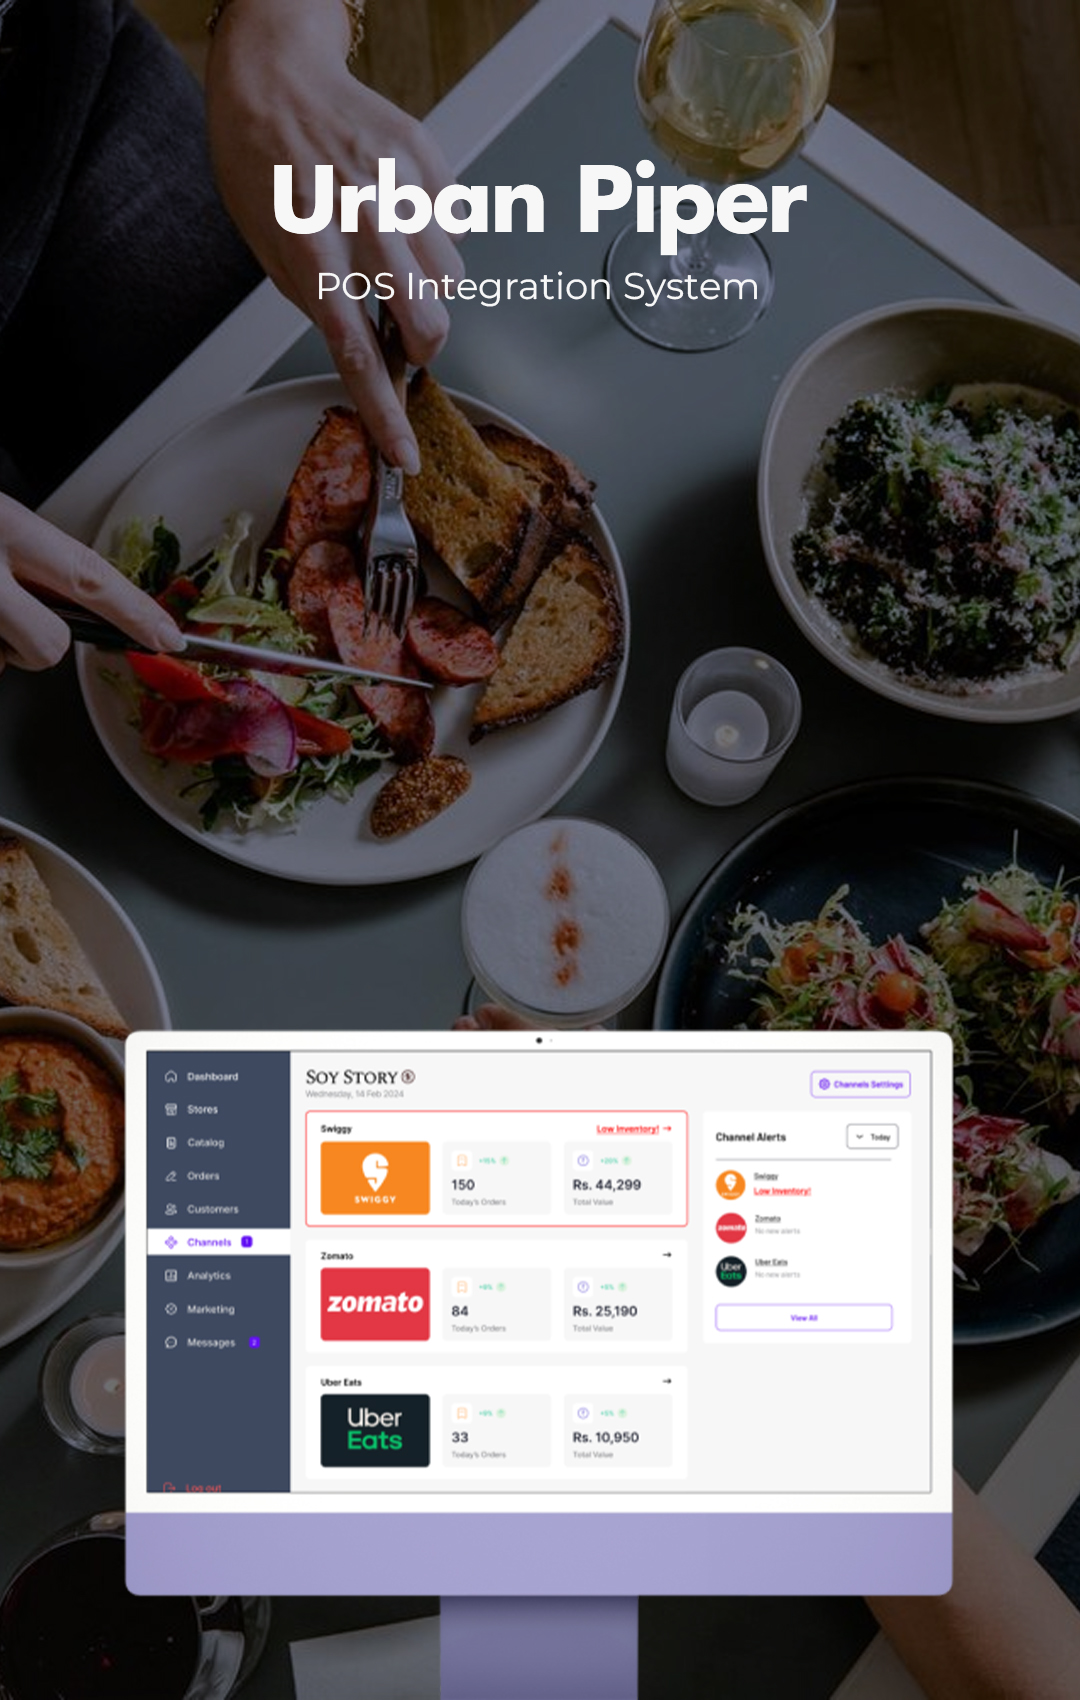 Urban Piper
POS Integration System
Dashboard
Stores
Catalog
Orders
Customers
Channels 1
Analytics
Marketing
Messages 2
Log out
SOY STORY
Wednesday, 14 Feb 2024
Channels Settings
Swiggy
Low Inventory! →
SWIGGY
+15%
150
Today's Orders
+20%
Rs. 44,299
Total Value
Zomato →
zomato
84
Today's Orders
+5%
Rs. 25,190
Total Value
Uber Eats →
Uber
Eats
33
Today's Orders
+5%
Rs. 10,950
Total Value
Channel Alerts
Today
Swiggy
Low Inventory!
zomato
Zomato
No new alerts
Uber
Eats
Uber Eats
No new alerts
View All